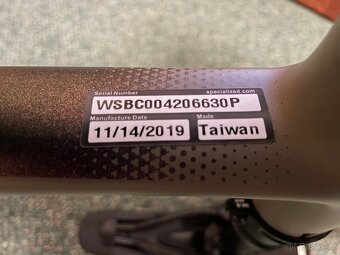 Serial Number specialized.com
WSBC004206630P
Manufacture Date Made
11/14/2019 Taiwan